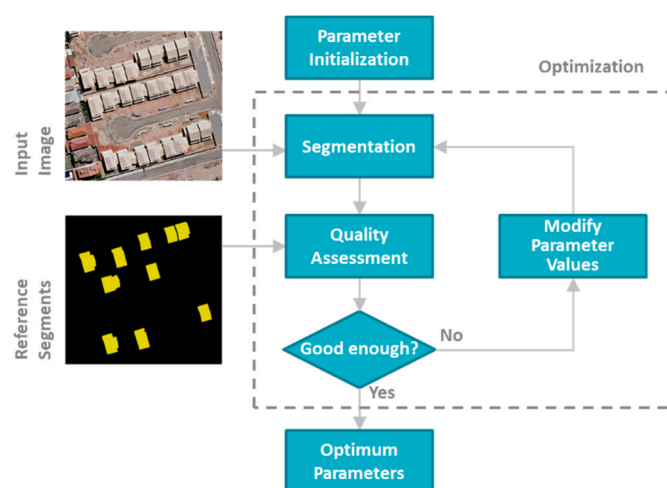 Parameter
Initialization
Optimization
Input
Image
Segmentation
Reference
Segments
Quality
Assessment
Modify
Parameter
Values
Good enough?
No
Yes
Optimum
Parameters